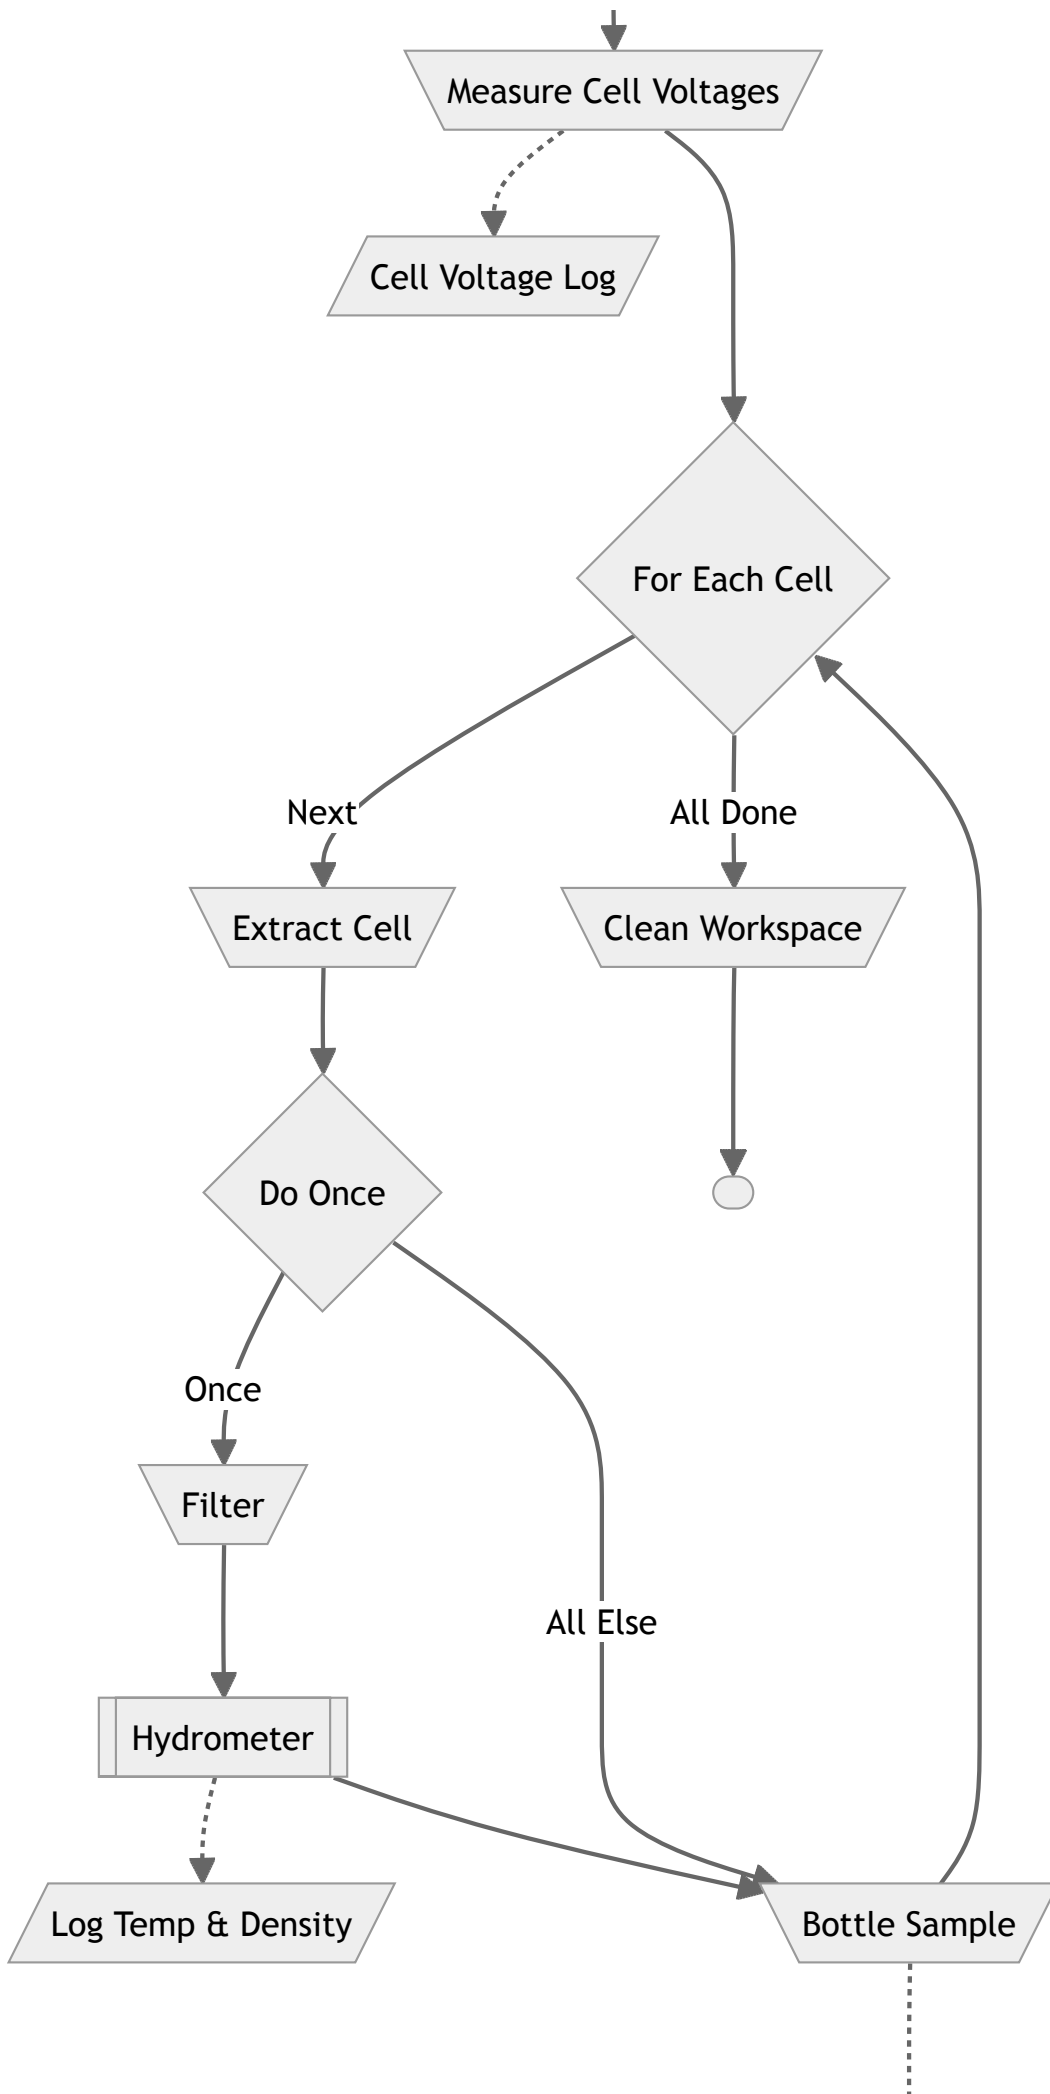 Measure Cell Voltages
Cell Voltage Log
For Each Cell
Next
All Done
Extract Cell
Clean Workspace
Do Once
Once
Filter
All Else
Hydrometer
Log Temp & Density
Bottle Sample